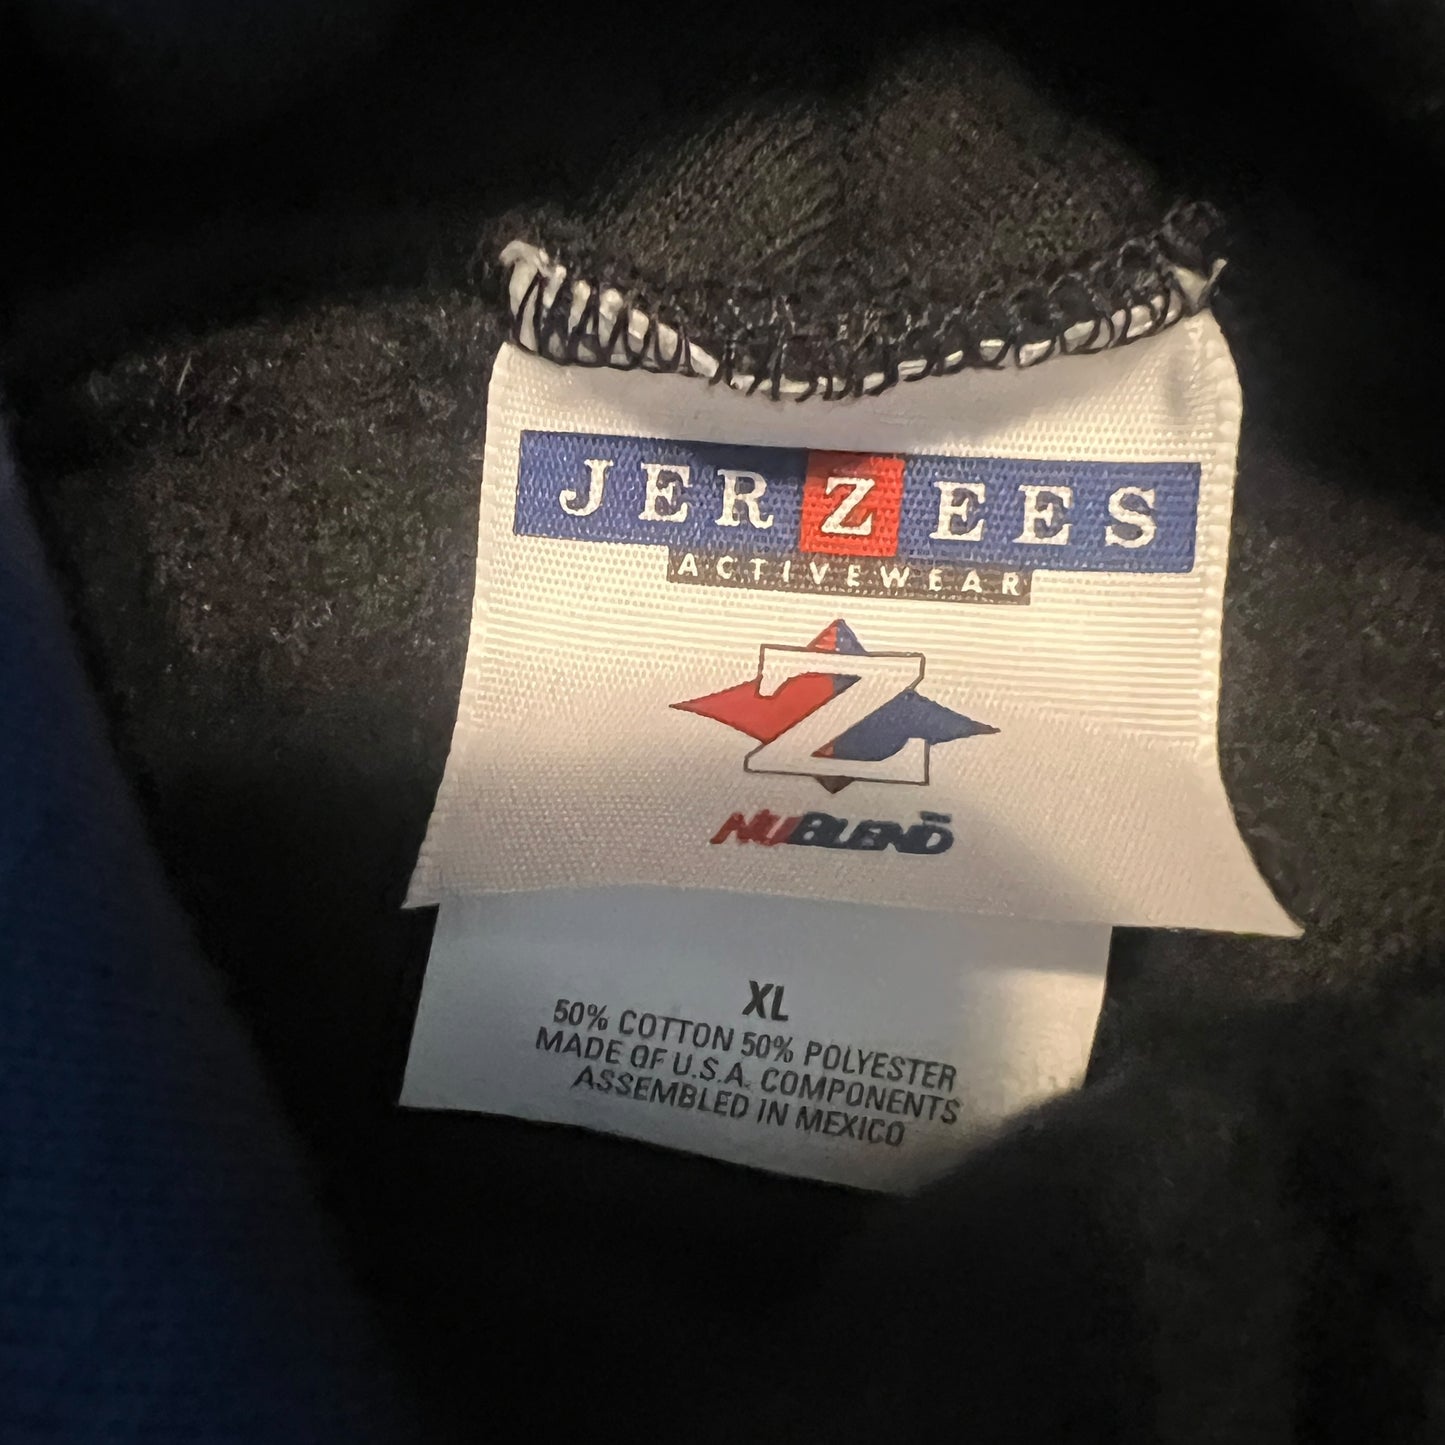 JERZEES
ACTIVEWEAR
Z
NUBLEND
XL
50% COTTON 50% POLYESTER
MADE OF U.S.A. COMPONENTS
ASSEMBLED IN MEXICO